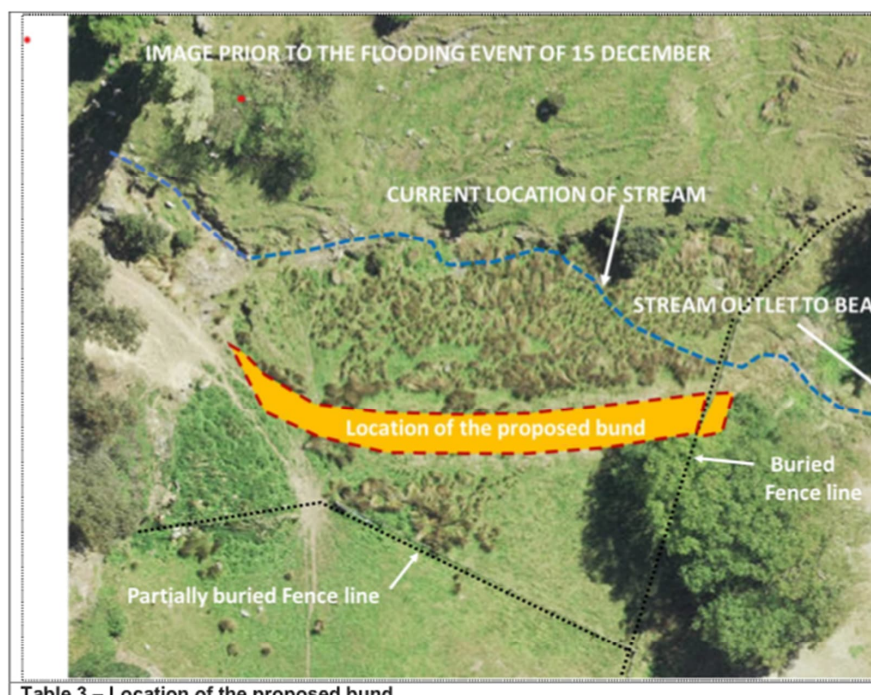 IMAGE PRIOR TO THE FLOODING EVENT OF 15 DECEMBER
CURRENT LOCATION OF STREAM
STREAM OUTLET TO BEA
Location of the proposed bund
Buried
Fence line
Partially buried Fence line
Table 3 – Location of the proposed bund